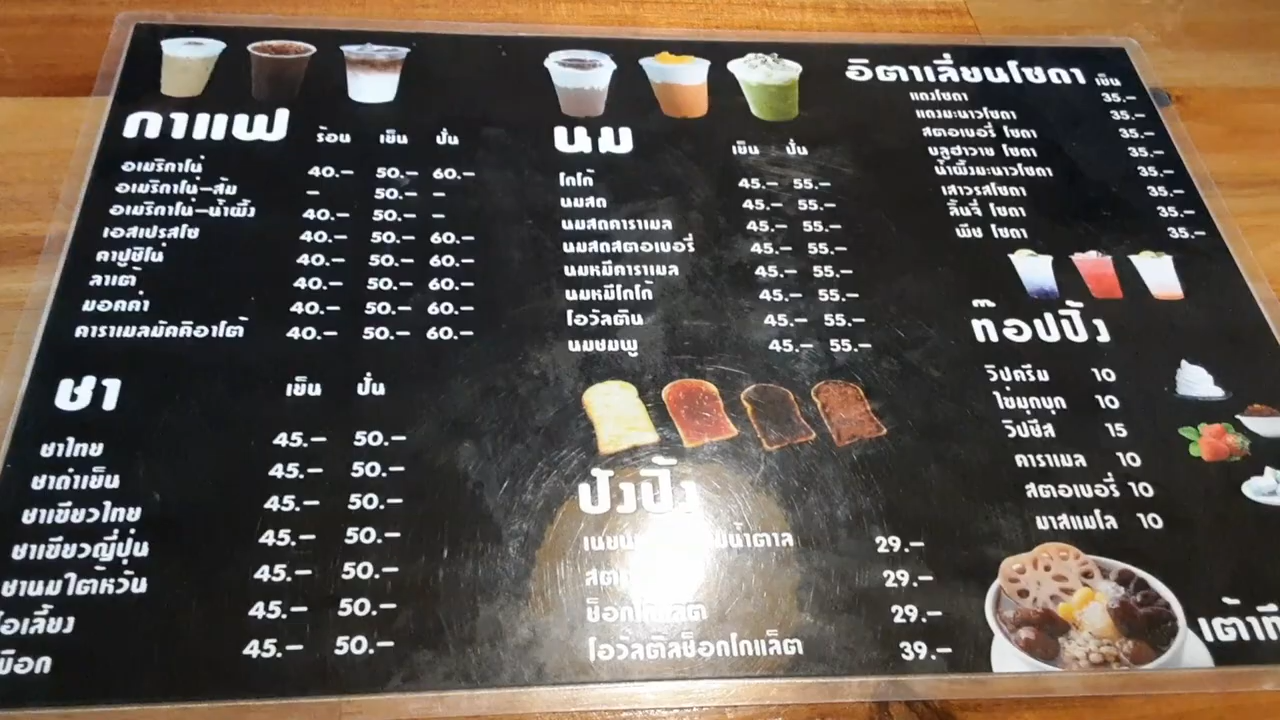 กาแฟ ร้อน เย็น ปั่น
อเมริกาโน่ 40.– 50.– 60.–
อเมริกาโน่–ส้ม – 50.– –
อเมริกาโน่–น้ำผึ้ง 40.– 50.– –
เอสเปรสโซ 40.– 50.– 60.–
คาปูชิโน่ 40.– 50.– 60.–
ลาเต้ 40.– 50.– 60.–
มอคค่า 40.– 50.– 60.–
คาราเมลมัคคิอาโต้ 40.– 50.– 60.–
ชา เย็น ปั่น
ชาไทย 45.– 50.–
ชาดำเย็น 45.– 50.–
ชาเขียวไทย 45.– 50.–
ชาเขียวญี่ปุ่น 45.– 50.–
ชานมใต้หวัน 45.– 50.–
โอเลี้ยง 45.– 50.–
45.– 50.–
นม เย็น ปั่น
โกโก้ 45.– 55.–
นมสด 45.– 55.–
นมสดคาราเมล 45.– 55.–
นมสดสตอเบอรี่ 45.– 55.–
นมหมีคาราเมล 45.– 55.–
นมหมีโกโก้ 45.– 55.–
โอวัลติน 45.– 55.–
นมชมพู 45.– 55.–
ปังปิ้ง
น้ำตาล 29.–
29.–
ช็อกโกแลต 29.–
โอวัลติลช็อกโกแล็ต 39.–
อิตาเลี่ยนโซดา เย็น
แดงโซดา 35.–
แดงมะนาวโซดา 35.–
สตอเบอรี่ โซดา 35.–
บลูฮาวาย โซดา 35.–
น้ำผึ้งมะนาวโซดา 35.–
เสาวรสโซดา 35.–
ลิ้นจี่ โซดา 35.–
พีช โซดา 35.–
ท๊อปปิ้ง
วิปครีม 10
ไข่มุกบุก 10
วิปชีส 15
คาราเมล 10
สตอเบอรี่ 10
มาสแมโล 10